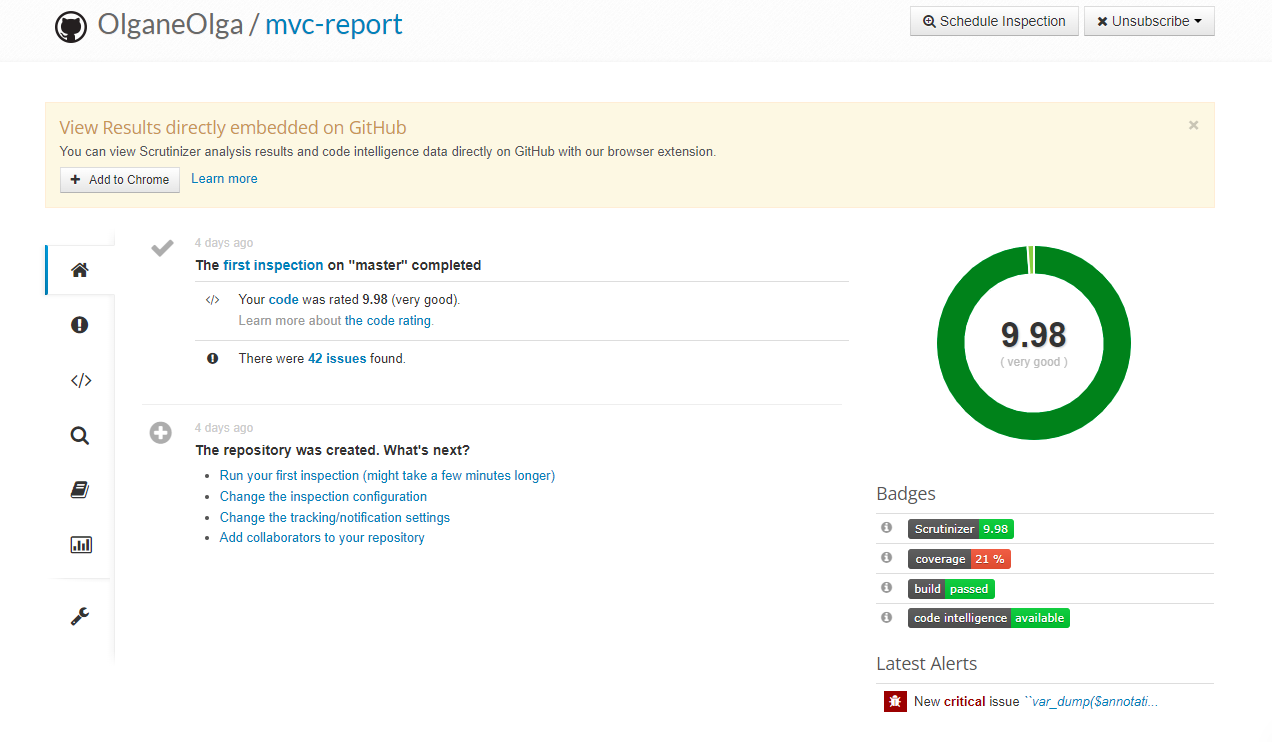 OlganeOlga / mvc-report
Schedule Inspection
Unsubscribe
View Results directly embedded on GitHub
×
You can view Scrutinizer analysis results and code intelligence data directly on GitHub with our browser extension.
Add to Chrome
Learn more
4 days ago
The first inspection on "master" completed
Your code was rated 9.98 (very good).
Learn more about the code rating.
There were 42 issues found.
4 days ago
The repository was created. What's next?
• Run your first inspection (might take a few minutes longer)
• Change the inspection configuration
• Change the tracking/notification settings
• Add collaborators to your repository
9.98
( very good )
Badges
Scrutinizer 9.98
coverage 21 %
build passed
code intelligence available
Latest Alerts
New critical issue ``var_dump($annotati...